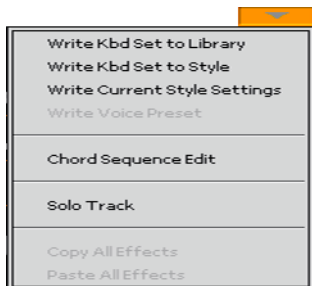 Write Kbd Set to Library
Write Kbd Set to Style
Write Current Style Settings
Write Voice Preset
Chord Sequence Edit
Solo Track
Copy All Effects
Paste All Effects